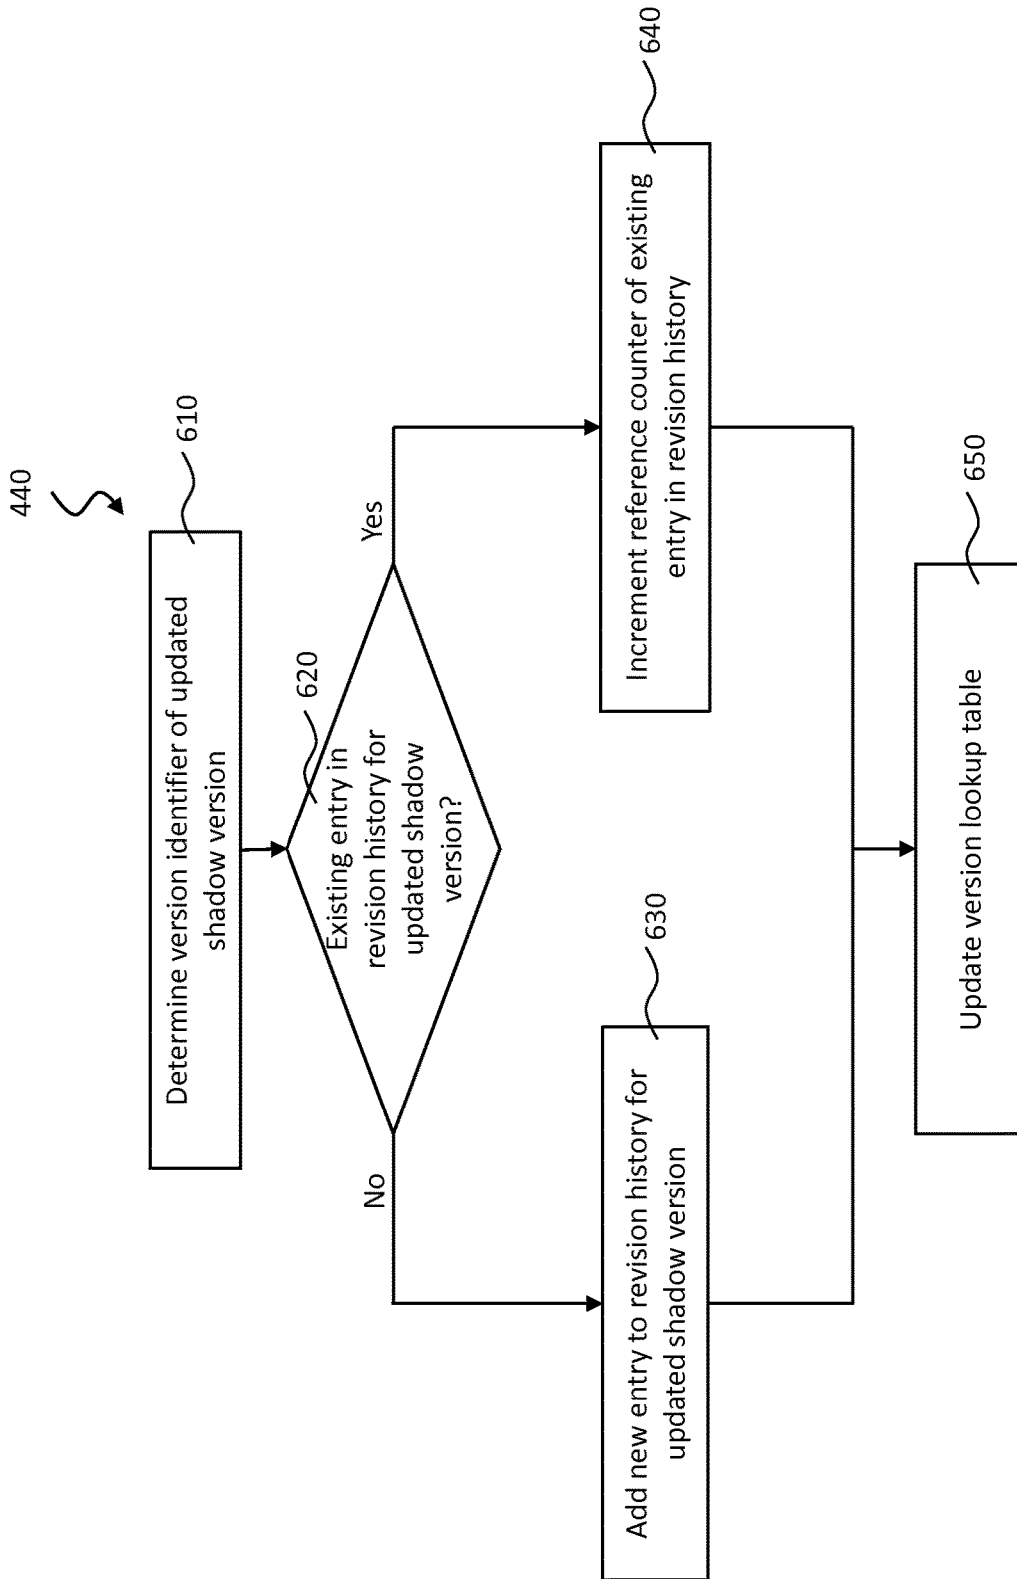 440
Determine version identifier of updated
shadow version
610
620
Existing entry in
revision history for
updated shadow
version?
No
Yes
Add new entry to revision history for
updated shadow version
630
Increment reference counter of existing
entry in revision history
640
Update version lookup table
650